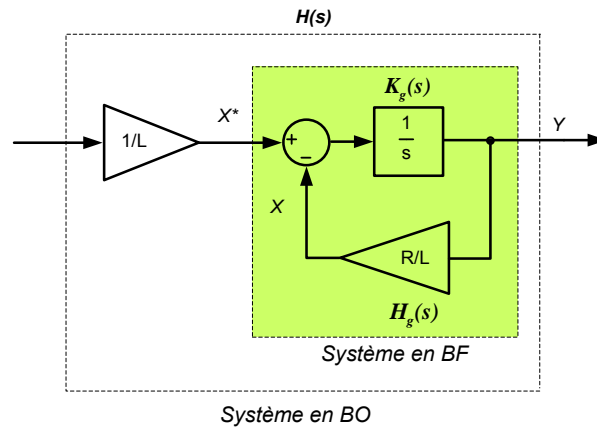 H(s)
K_g(s)
1/L
X*
+
−
1
s
Y
X
R/L
H_g(s)
Système en BF
Système en BO